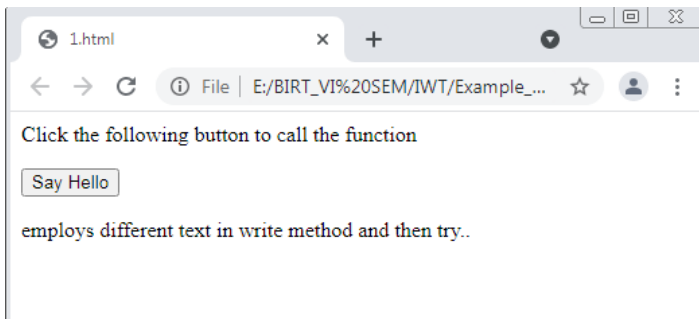 1.html
File E:/BIRT_VI%20SEM/IWT/Example_...
Click the following button to call the function
Say Hello
employs different text in write method and then try..